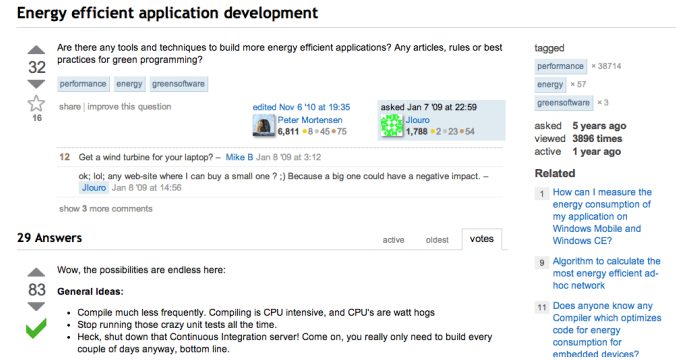 Energy efficient application development
32
Are there any tools and techniques to build more energy efficient applications? Any articles, rules or best
practices for green programming?
performance energy greensoftware
16
share | improve this question
edited Nov 6 '10 at 19:35
Peter Mortensen
6,811 ●8 ●45 ●75
asked Jan 7 '09 at 22:59
Jlouro
1,788 ●2 ●23 ●54
12 Get a wind turbine for your laptop? – Mike B Jan 8 '09 at 3:12
ok; lol; any web-site where I can buy a small one ? ;) Because a big one could have a negative impact. –
Jlouro Jan 8 '09 at 14:56
show 3 more comments
29 Answers
active oldest votes
83
Wow, the possibilities are endless here:
General Ideas:
• Compile much less frequently. Compiling is CPU intensive, and CPU's are watt hogs
• Stop running those crazy unit tests all the time.
• Heck, shut down that Continuous Integration server! Come on, you really only need to build every
couple of days anyway, bottom line.
tagged
performance × 38714
energy × 57
greensoftware × 3
asked 5 years ago
viewed 3896 times
active 1 year ago
Related
1 How can I measure the
energy consumption of
my application on
Windows Mobile and
Windows CE?
9 Algorithm to calculate the
most energy efficient ad-
hoc network
11 Does anyone know any
Compiler which optimizes
code for energy
consumption for
embedded devices?